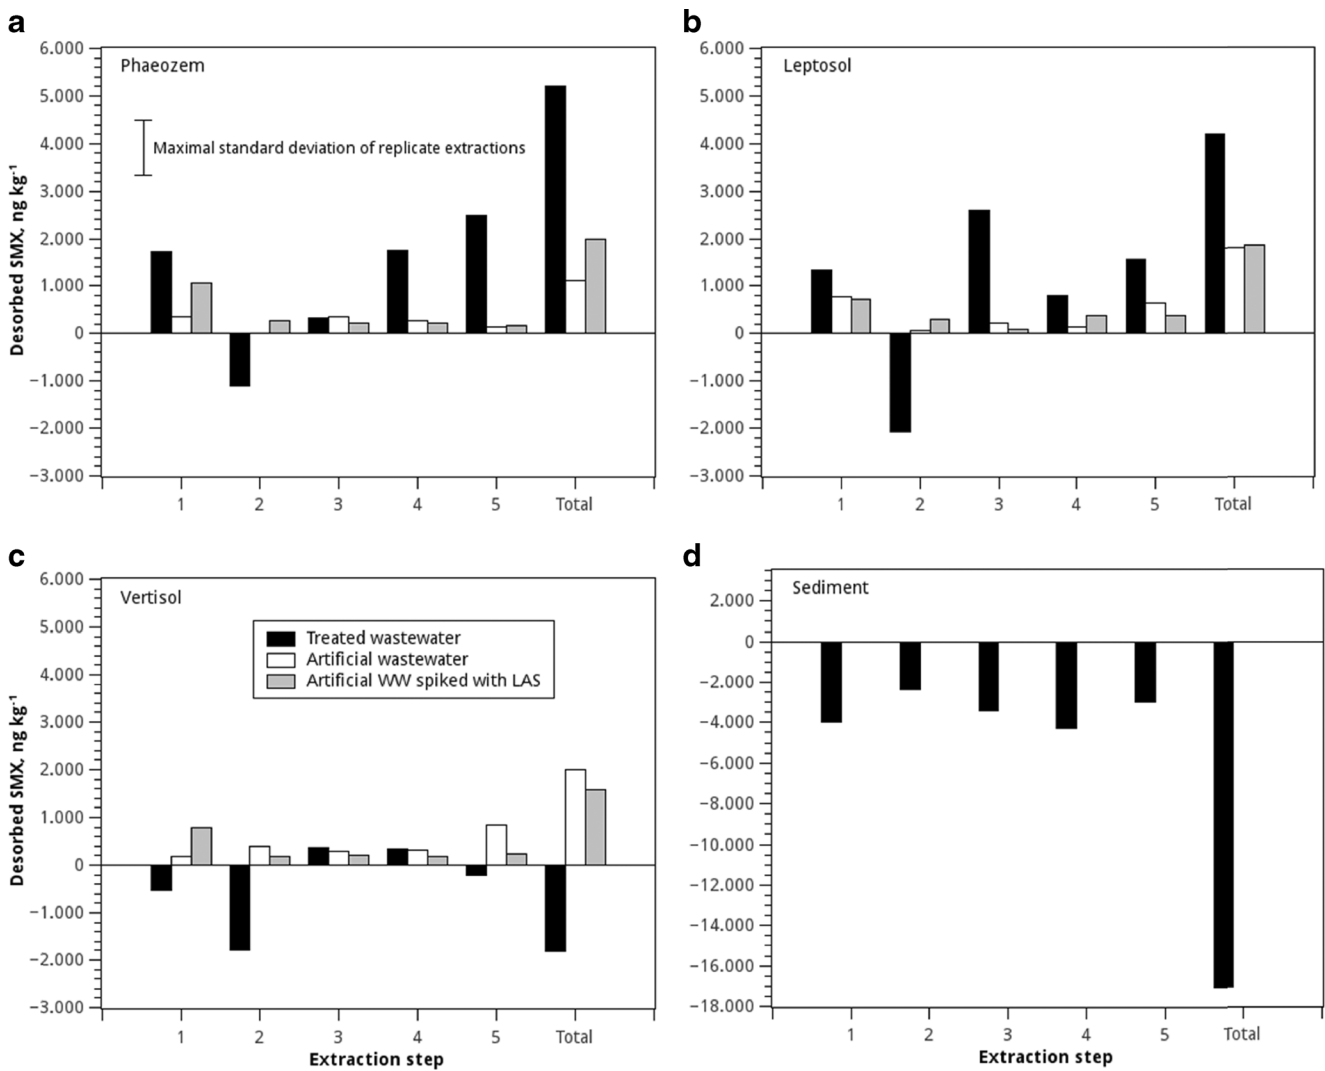 a
Phaeozem
Maximal standard deviation of replicate extractions
Desorbed SMX, ng kg⁻¹
6.000
5.000
4.000
3.000
2.000
1.000
0
−1.000
−2.000
−3.000
1 2 3 4 5 Total
b
Leptosol
6.000
5.000
4.000
3.000
2.000
1.000
0
−1.000
−2.000
−3.000
1 2 3 4 5 Total
c
Vertisol
Treated wastewater
Artificial wastewater
Artificial WW spiked with LAS
Desorbed SMX, ng kg⁻¹
6.000
5.000
4.000
3.000
2.000
1.000
0
−1.000
−2.000
−3.000
1 2 3 4 5 Total
Extraction step
d
Sediment
2.000
0
−2.000
−4.000
−6.000
−8.000
−10.000
−12.000
−14.000
−16.000
−18.000
1 2 3 4 5 Total
Extraction step